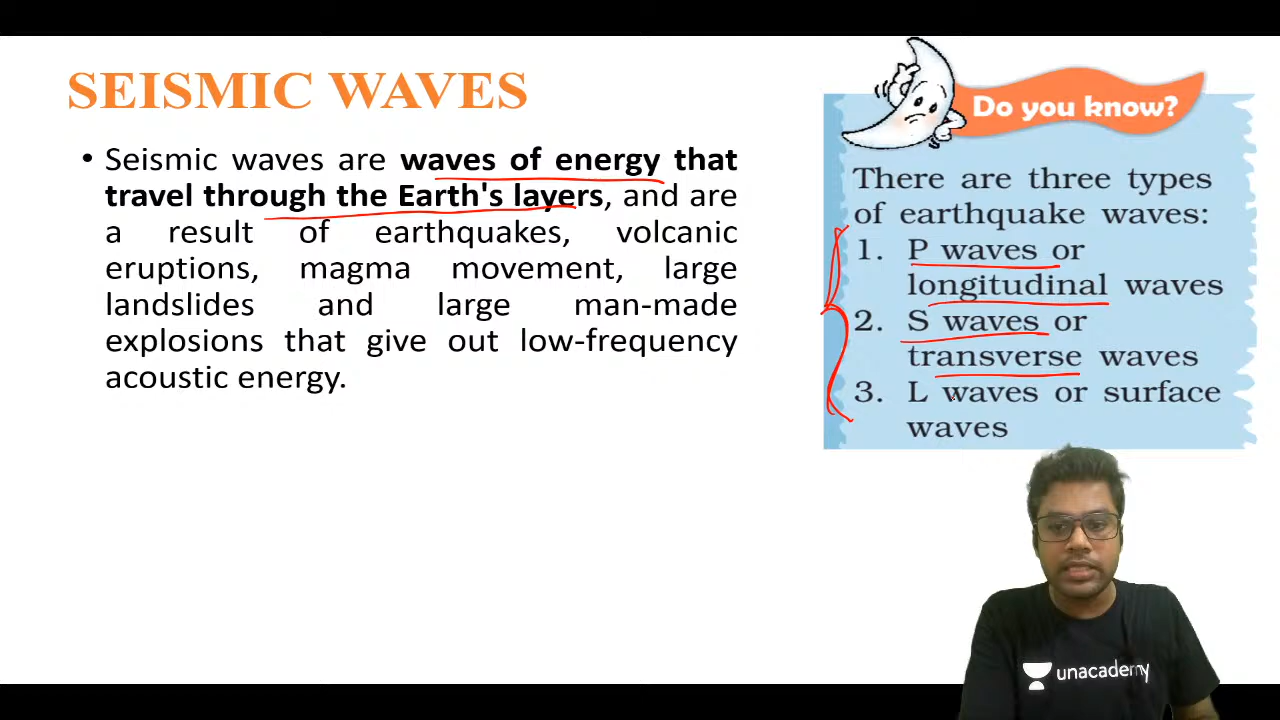 SEISMIC WAVES
• Seismic waves are waves of energy that
travel through the Earth's layers, and are
a result of earthquakes, volcanic
eruptions, magma movement, large
landslides and large man-made
explosions that give out low-frequency
acoustic energy.
Do you know?
There are three types
of earthquake waves:
1. P waves or
longitudinal waves
2. S waves or
transverse waves
3. L waves or surface
waves
unacademy